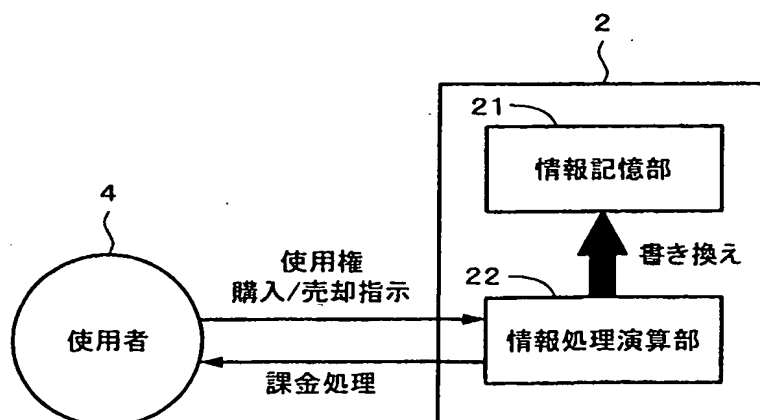 2
21
情報記憶部
4
使用権
購入/売却指示
書き換え
22
使用者
情報処理演算部
課金処理